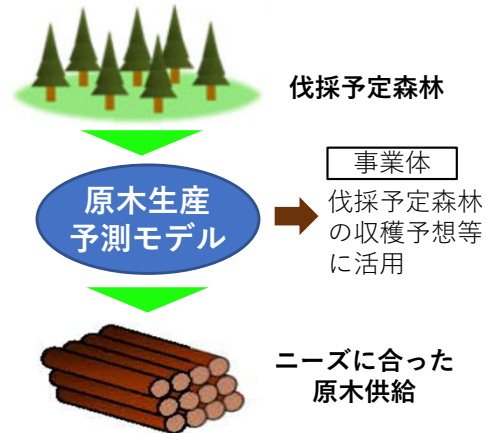 伐採予定森林
原木生産
予測モデル
事業体
伐採予定森林
の収穫予想等
に活用
ニーズに合った
原木供給